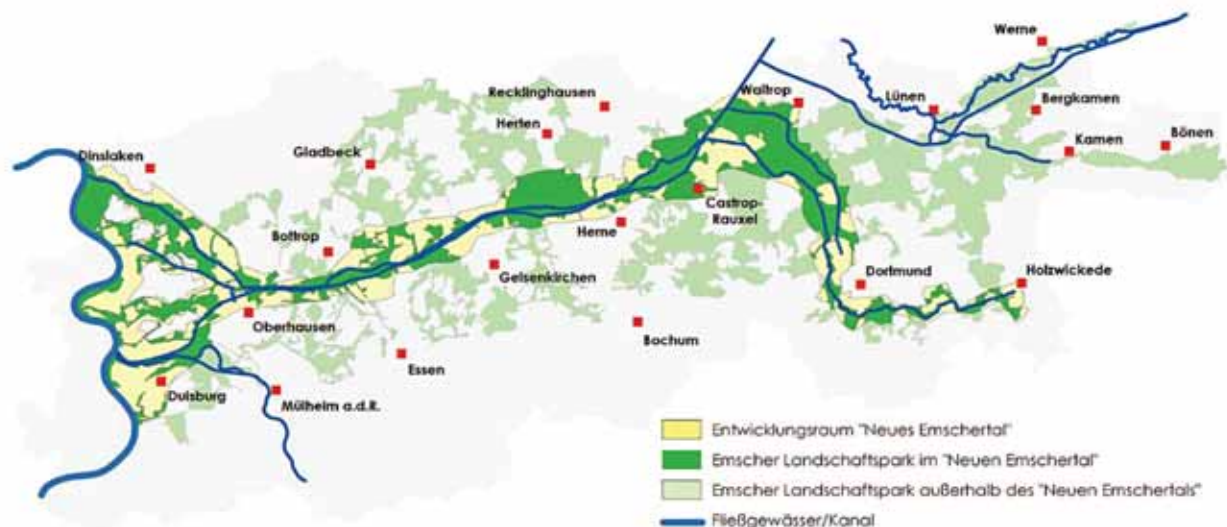 Werne
Recklinghausen
Waltrop
Lünen
Bergkamen
Herten
Kamen
Bönen
Dinslaken
Gladbeck
Castrop-
Rauxel
Herne
Bottrop
Gelsenkirchen
Dortmund
Holzwickede
Oberhausen
Bochum
Essen
Duisburg
Mülheim a.d.R.
Entwicklungsraum "Neues Emschertal"
Emscher Landschaftspark im "Neuen Emschertal"
Emscher Landschaftspark außerhalb des "Neuen Emschertals"
Fließgewässer/Kanal